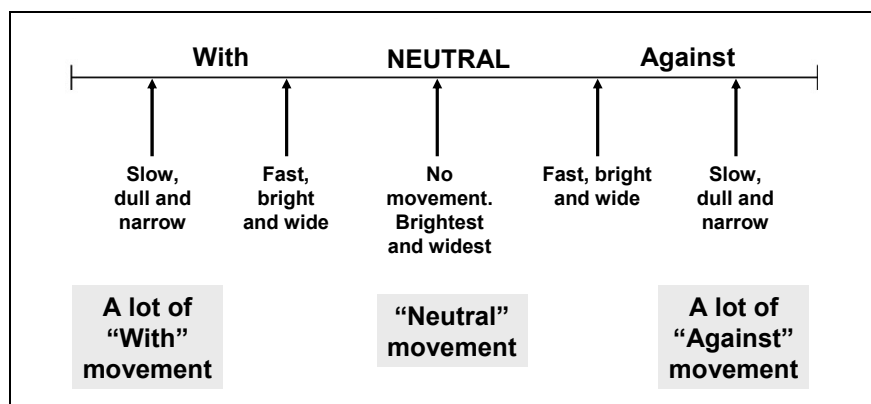 With NEUTRAL Against
Slow,
dull and
narrow
Fast,
bright
and wide
No
movement.
Brightest
and widest
Fast, bright
and wide
Slow,
dull and
narrow
A lot of
“With”
movement
“Neutral”
movement
A lot of
“Against”
movement